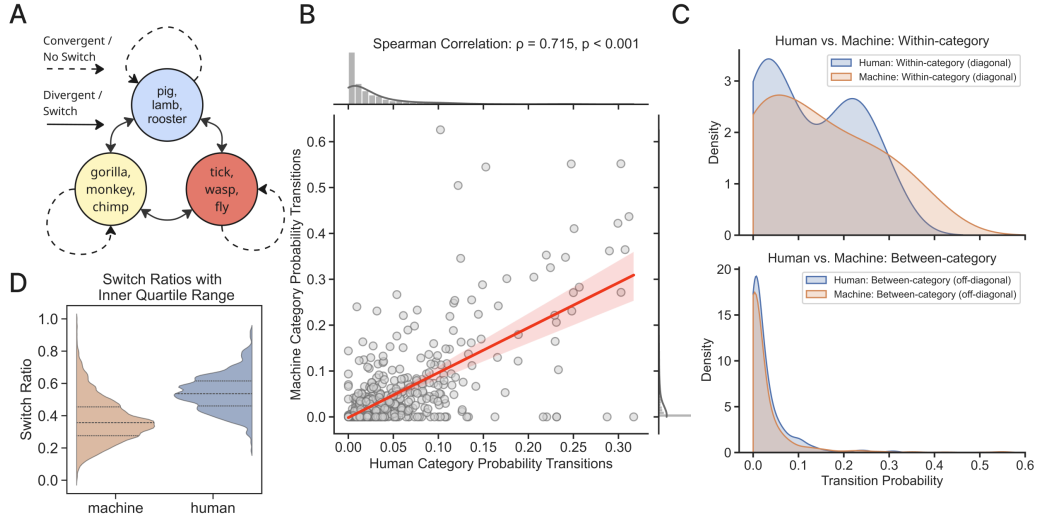 A
Convergent /
No Switch
Divergent /
Switch
pig,
lamb,
rooster
gorilla,
monkey,
chimp
tick,
wasp,
fly
B
Spearman Correlation: ρ = 0.715, p < 0.001
Machine Category Probability Transitions
0.6
0.5
0.4
0.3
0.2
0.1
0.0
0.00 0.05 0.10 0.15 0.20 0.25 0.30
Human Category Probability Transitions
C
Human vs. Machine: Within-category
Human: Within-category (diagonal)
Machine: Within-category (diagonal)
Density
3
2
1
0
Human vs. Machine: Between-category
Human: Between-category (off-diagonal)
Machine: Between-category (off-diagonal)
Density
20
15
10
5
0
0.0 0.1 0.2 0.3 0.4 0.5 0.6
Transition Probability
D
Switch Ratios with
Inner Quartile Range
Switch Ratio
1.0
0.8
0.6
0.4
0.2
0.0
machine human